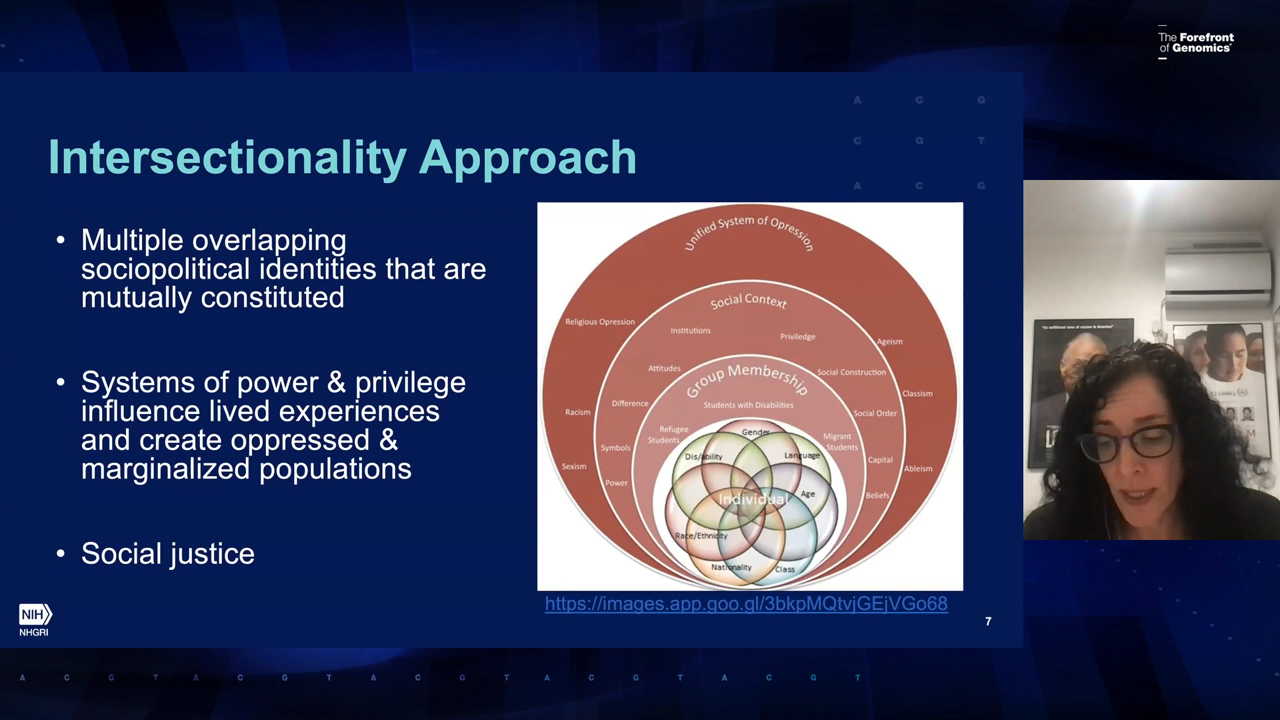 The Forefront
of Genomics
A C G
C G T
A C G
Intersectionality Approach
• Multiple overlapping
sociopolitical identities that are
mutually constituted
• Systems of power & privilege
influence lived experiences
and create oppressed &
marginalized populations
• Social justice
Unified System of Opression
Social Context
Religious Opression
Institutions
Priviledge
Ageism
Attitudes
Group Membership
Social Construction
Classism
Difference
Students with Disabilities
Racism
Social Order
Refugee
Students
Migrant
Students
Symbols
Gender
Dis/ability
Language
Capital
Sexism
Ableism
Power
Individual
Age
Beliefs
Race/Ethnicity
Nationality
Class
https://images.app.goo.gl/3bkpMQtvjGEjVGo68
NIH
NHGRI
7
A C G T A C G T A C G T A C G T A C G T